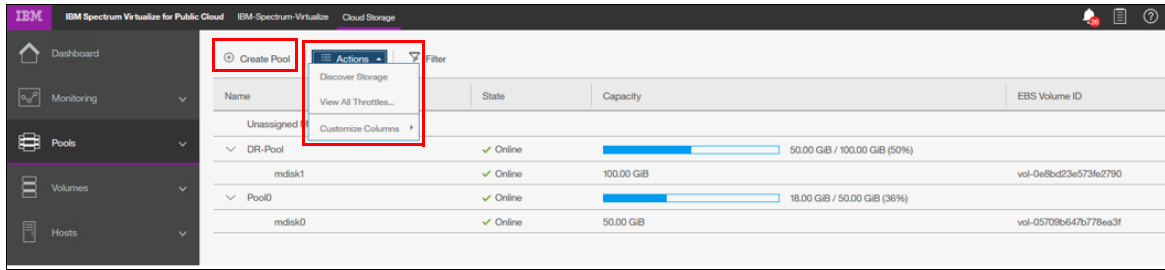 IBM IBM Spectrum Virtualize for Public Cloud IBM-Spectrum-Virtualize Cloud Storage 26
Dashboard
Monitoring
Pools
Volumes
Hosts
Create Pool Actions Filter
Discover Storage
View All Throttles...
Customize Columns
Name State Capacity EBS Volume ID
Unassigned M
DR-Pool Online 50.00 GiB / 100.00 GiB (50%)
mdisk1 Online 100.00 GiB vol-0e8bd23e573fe2790
Pool0 Online 18.00 GiB / 50.00 GiB (36%)
mdisk0 Online 50.00 GiB vol-05709b647b778ea3f